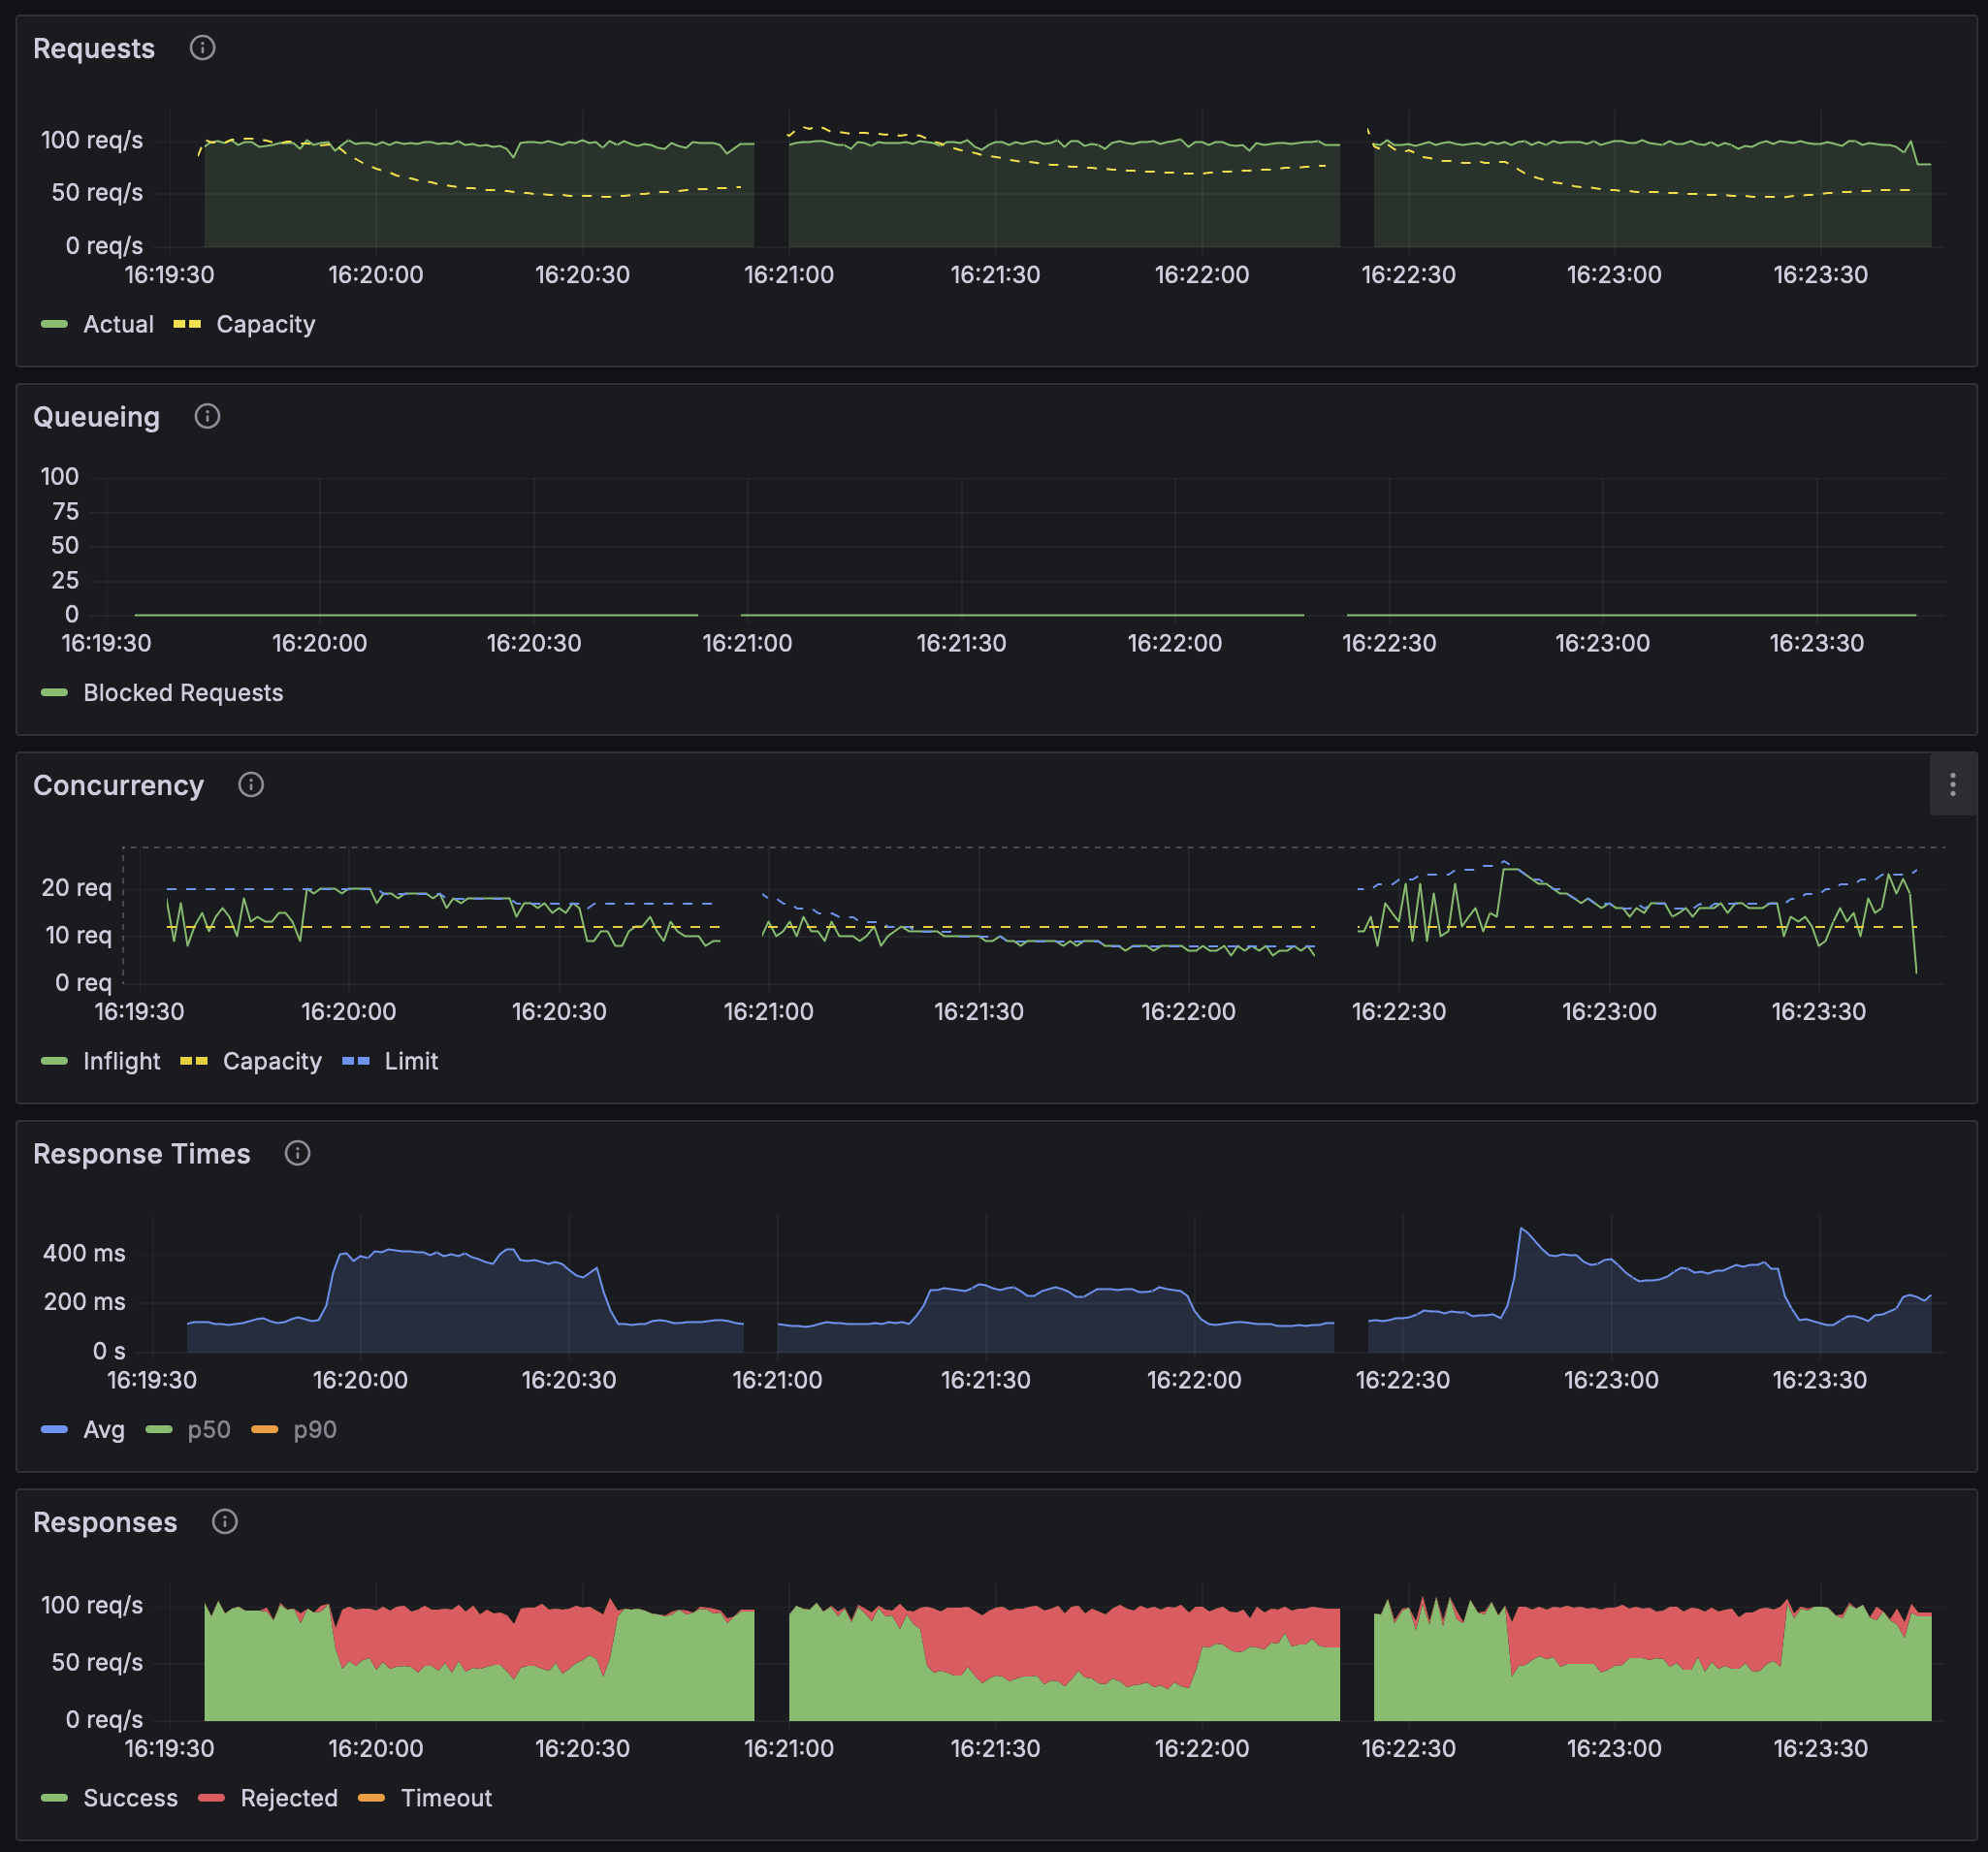 Requests
100 req/s
50 req/s
0 req/s
16:19:30 16:20:00 16:20:30 16:21:00 16:21:30 16:22:00 16:22:30 16:23:00 16:23:30
Actual Capacity
Queueing
100
75
50
25
0
16:19:30 16:20:00 16:20:30 16:21:00 16:21:30 16:22:00 16:22:30 16:23:00 16:23:30
Blocked Requests
Concurrency
20 req
10 req
0 req
16:19:30 16:20:00 16:20:30 16:21:00 16:21:30 16:22:00 16:22:30 16:23:00 16:23:30
Inflight Capacity Limit
Response Times
400 ms
200 ms
0 s
16:19:30 16:20:00 16:20:30 16:21:00 16:21:30 16:22:00 16:22:30 16:23:00 16:23:30
Avg p50 p90
Responses
100 req/s
50 req/s
0 req/s
16:19:30 16:20:00 16:20:30 16:21:00 16:21:30 16:22:00 16:22:30 16:23:00 16:23:30
Success Rejected Timeout